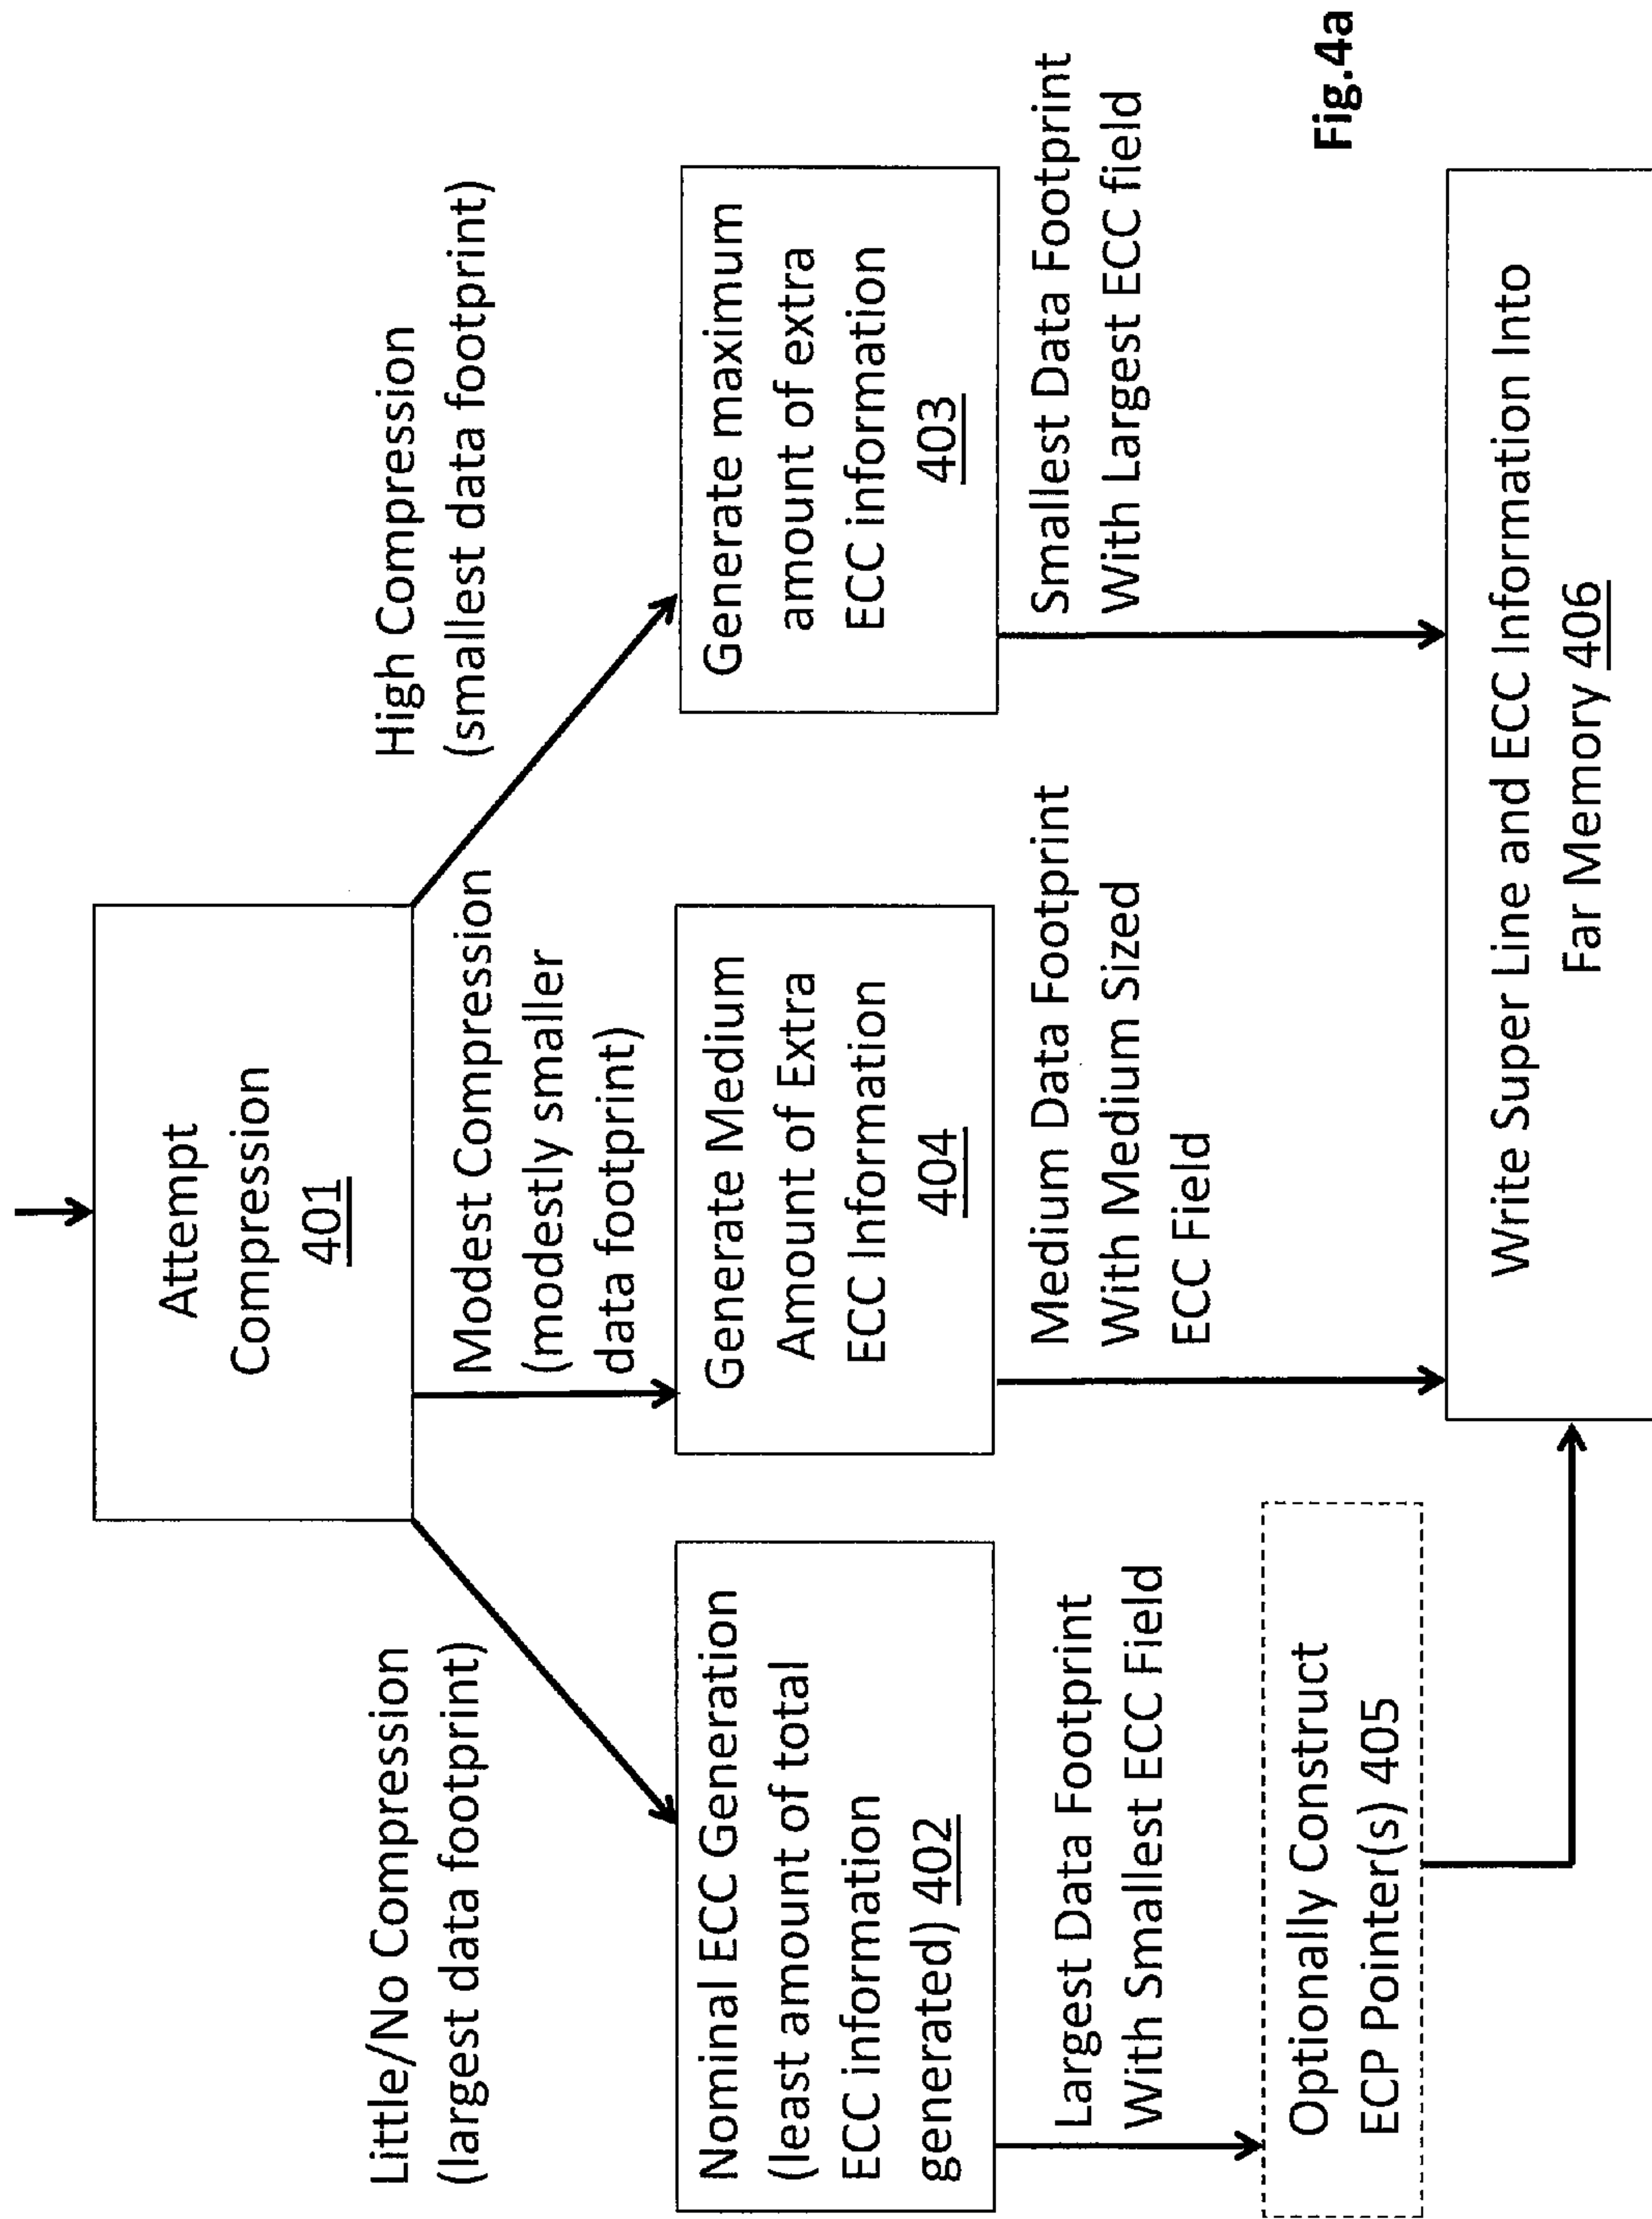 Attempt
Compression
401
Little/No Compression
(largest data footprint)
Modest Compression
(modestly smaller
data footprint)
High Compression
(smallest data footprint)
Nominal ECC Generation
(least amount of total
ECC information
generated) 402
Generate Medium
Amount of Extra
ECC Information
404
Generate maximum
amount of extra
ECC information
403
Largest Data Footprint
With Smallest ECC Field
Medium Data Footprint
With Medium Sized
ECC Field
Smallest Data Footprint
With Largest ECC field
Optionally Construct
ECP Pointer(s) 405
Write Super Line and ECC Information Into
Far Memory 406
Fig.4a